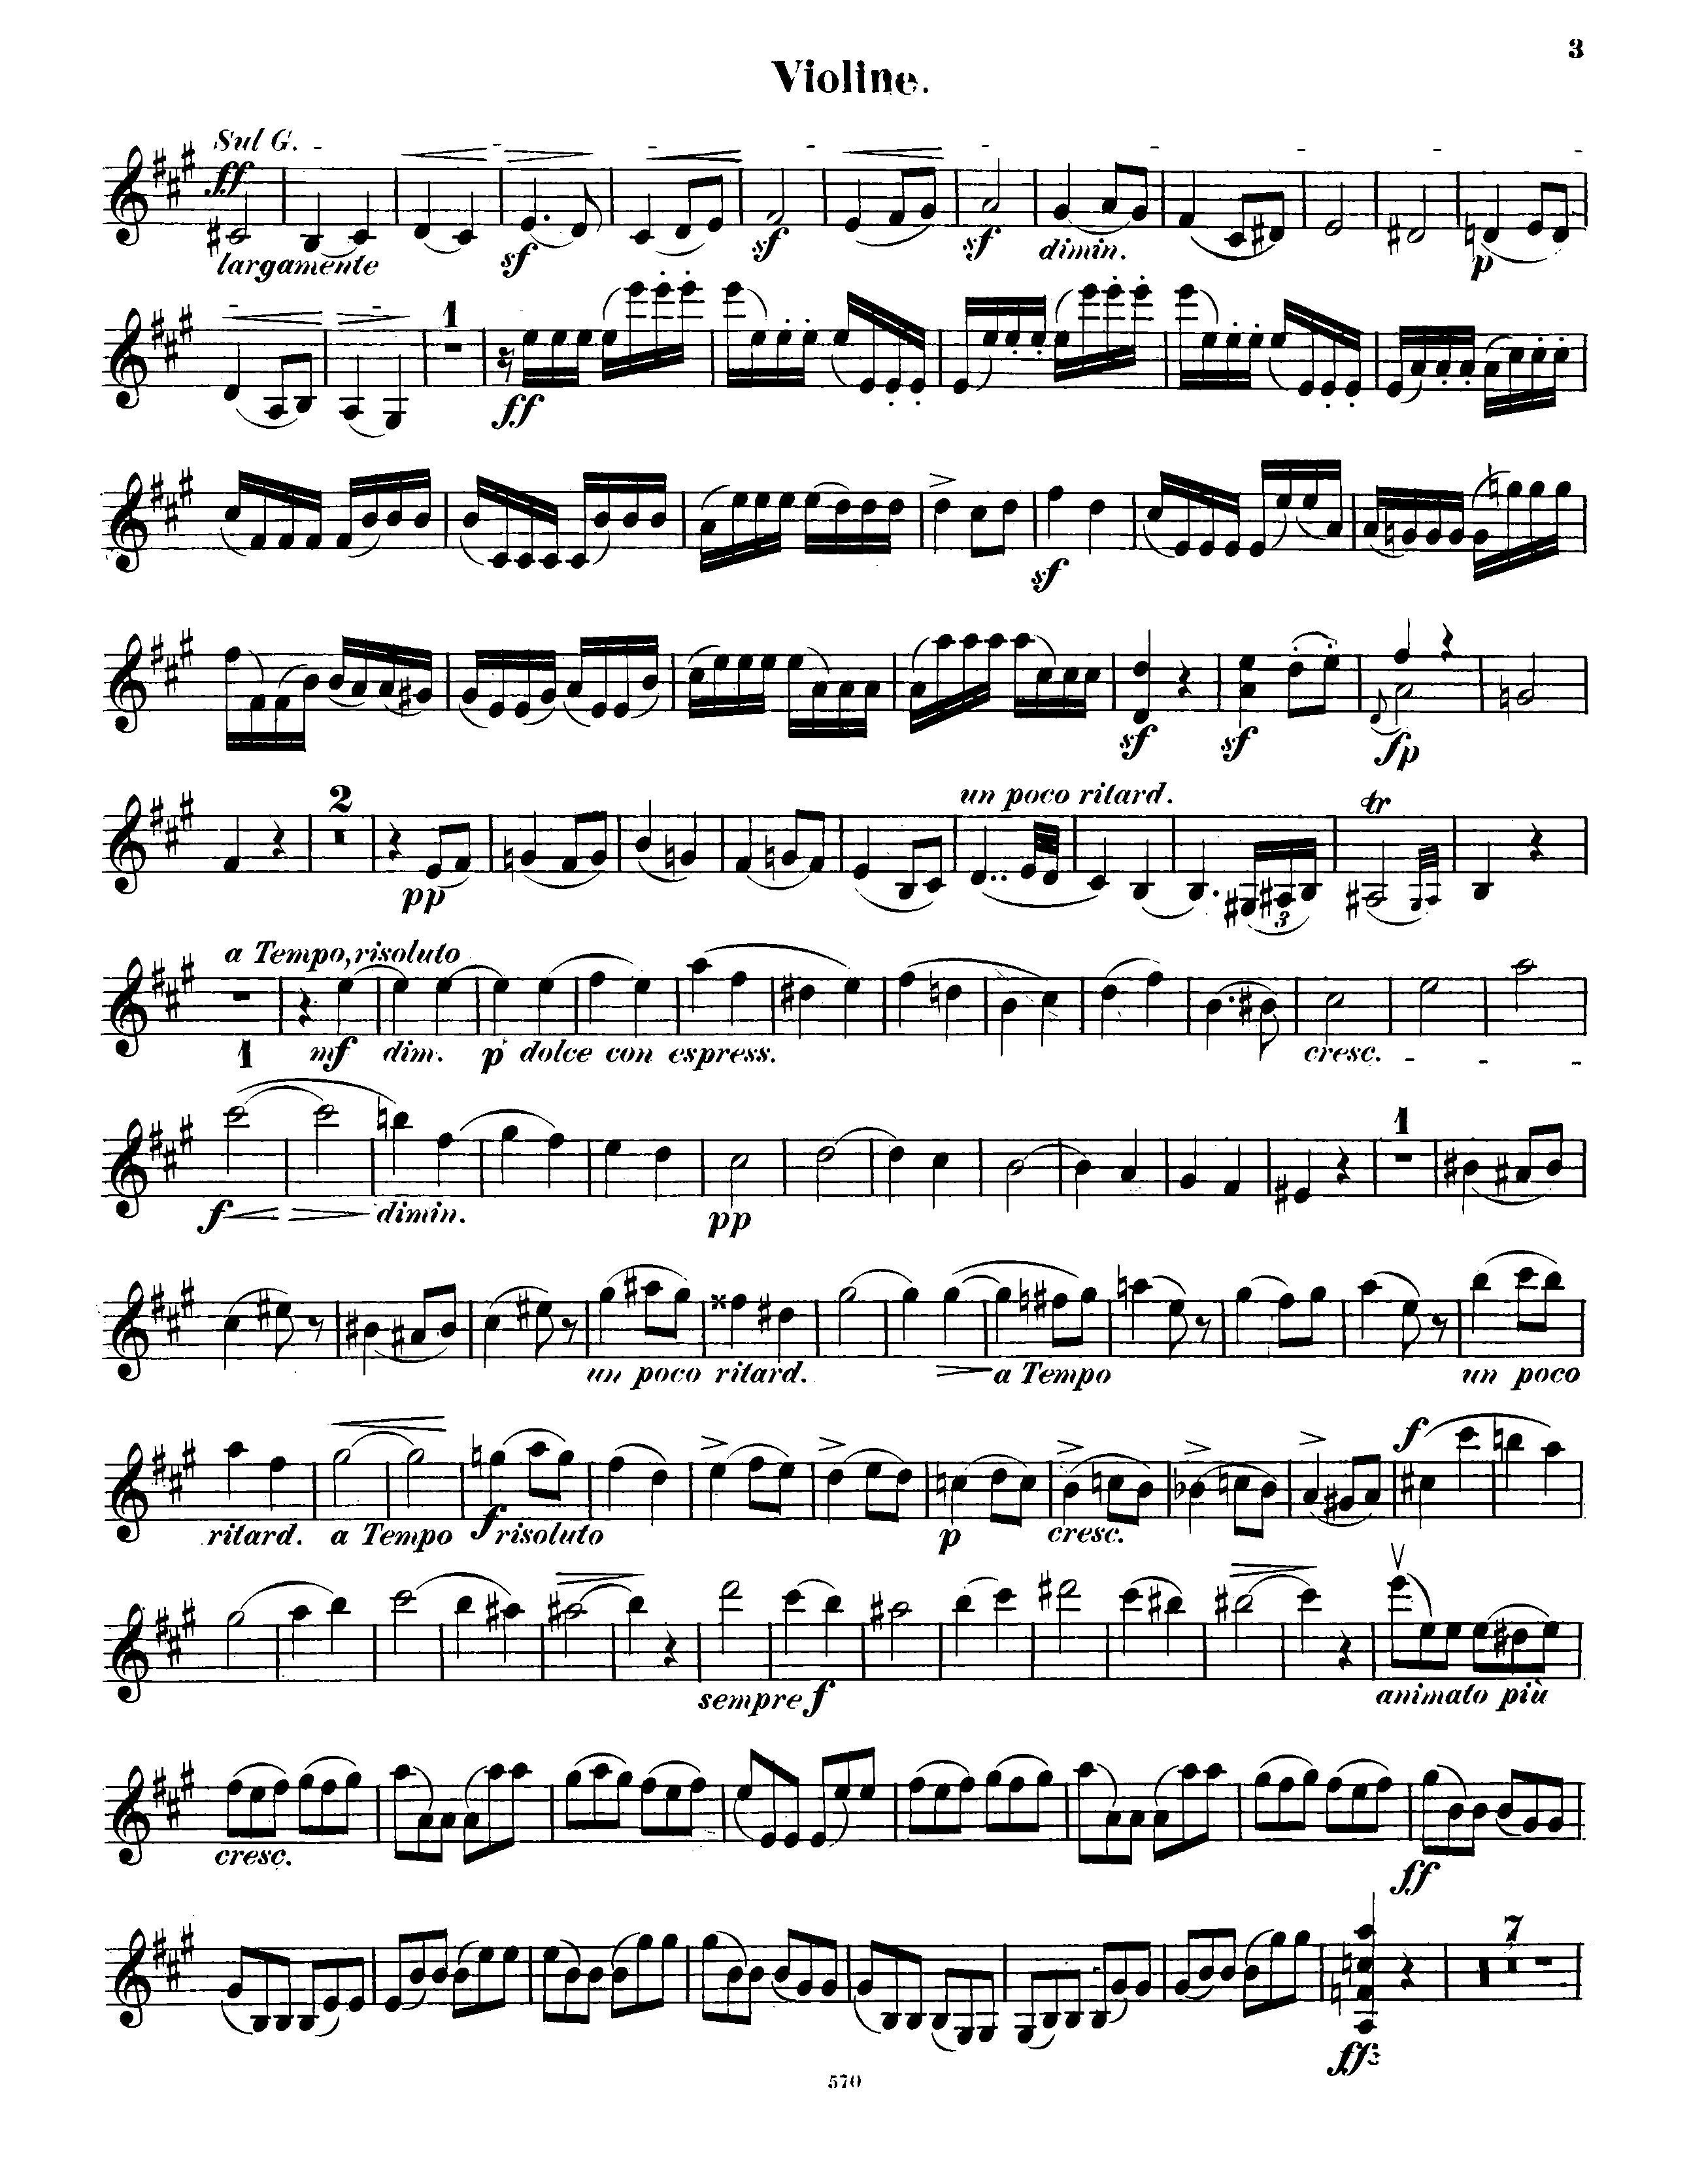 3
Violine.
Sul G.
ff
largamente
sf
sf
sf
dimin.
p
1
ff
sf
sf
sf
fp
2
un poco ritard.
tr
pp
3
a Tempo, risoluto
1
mf
dim.
p dolce con espress.
cresc.
1
f
dimin.
pp
un poco ritard.
a Tempo
un poco
f
ritard.
a Tempo
f risoluto
p
cresc.
sempre f
animato più
cresc.
ff
7
ffz
570